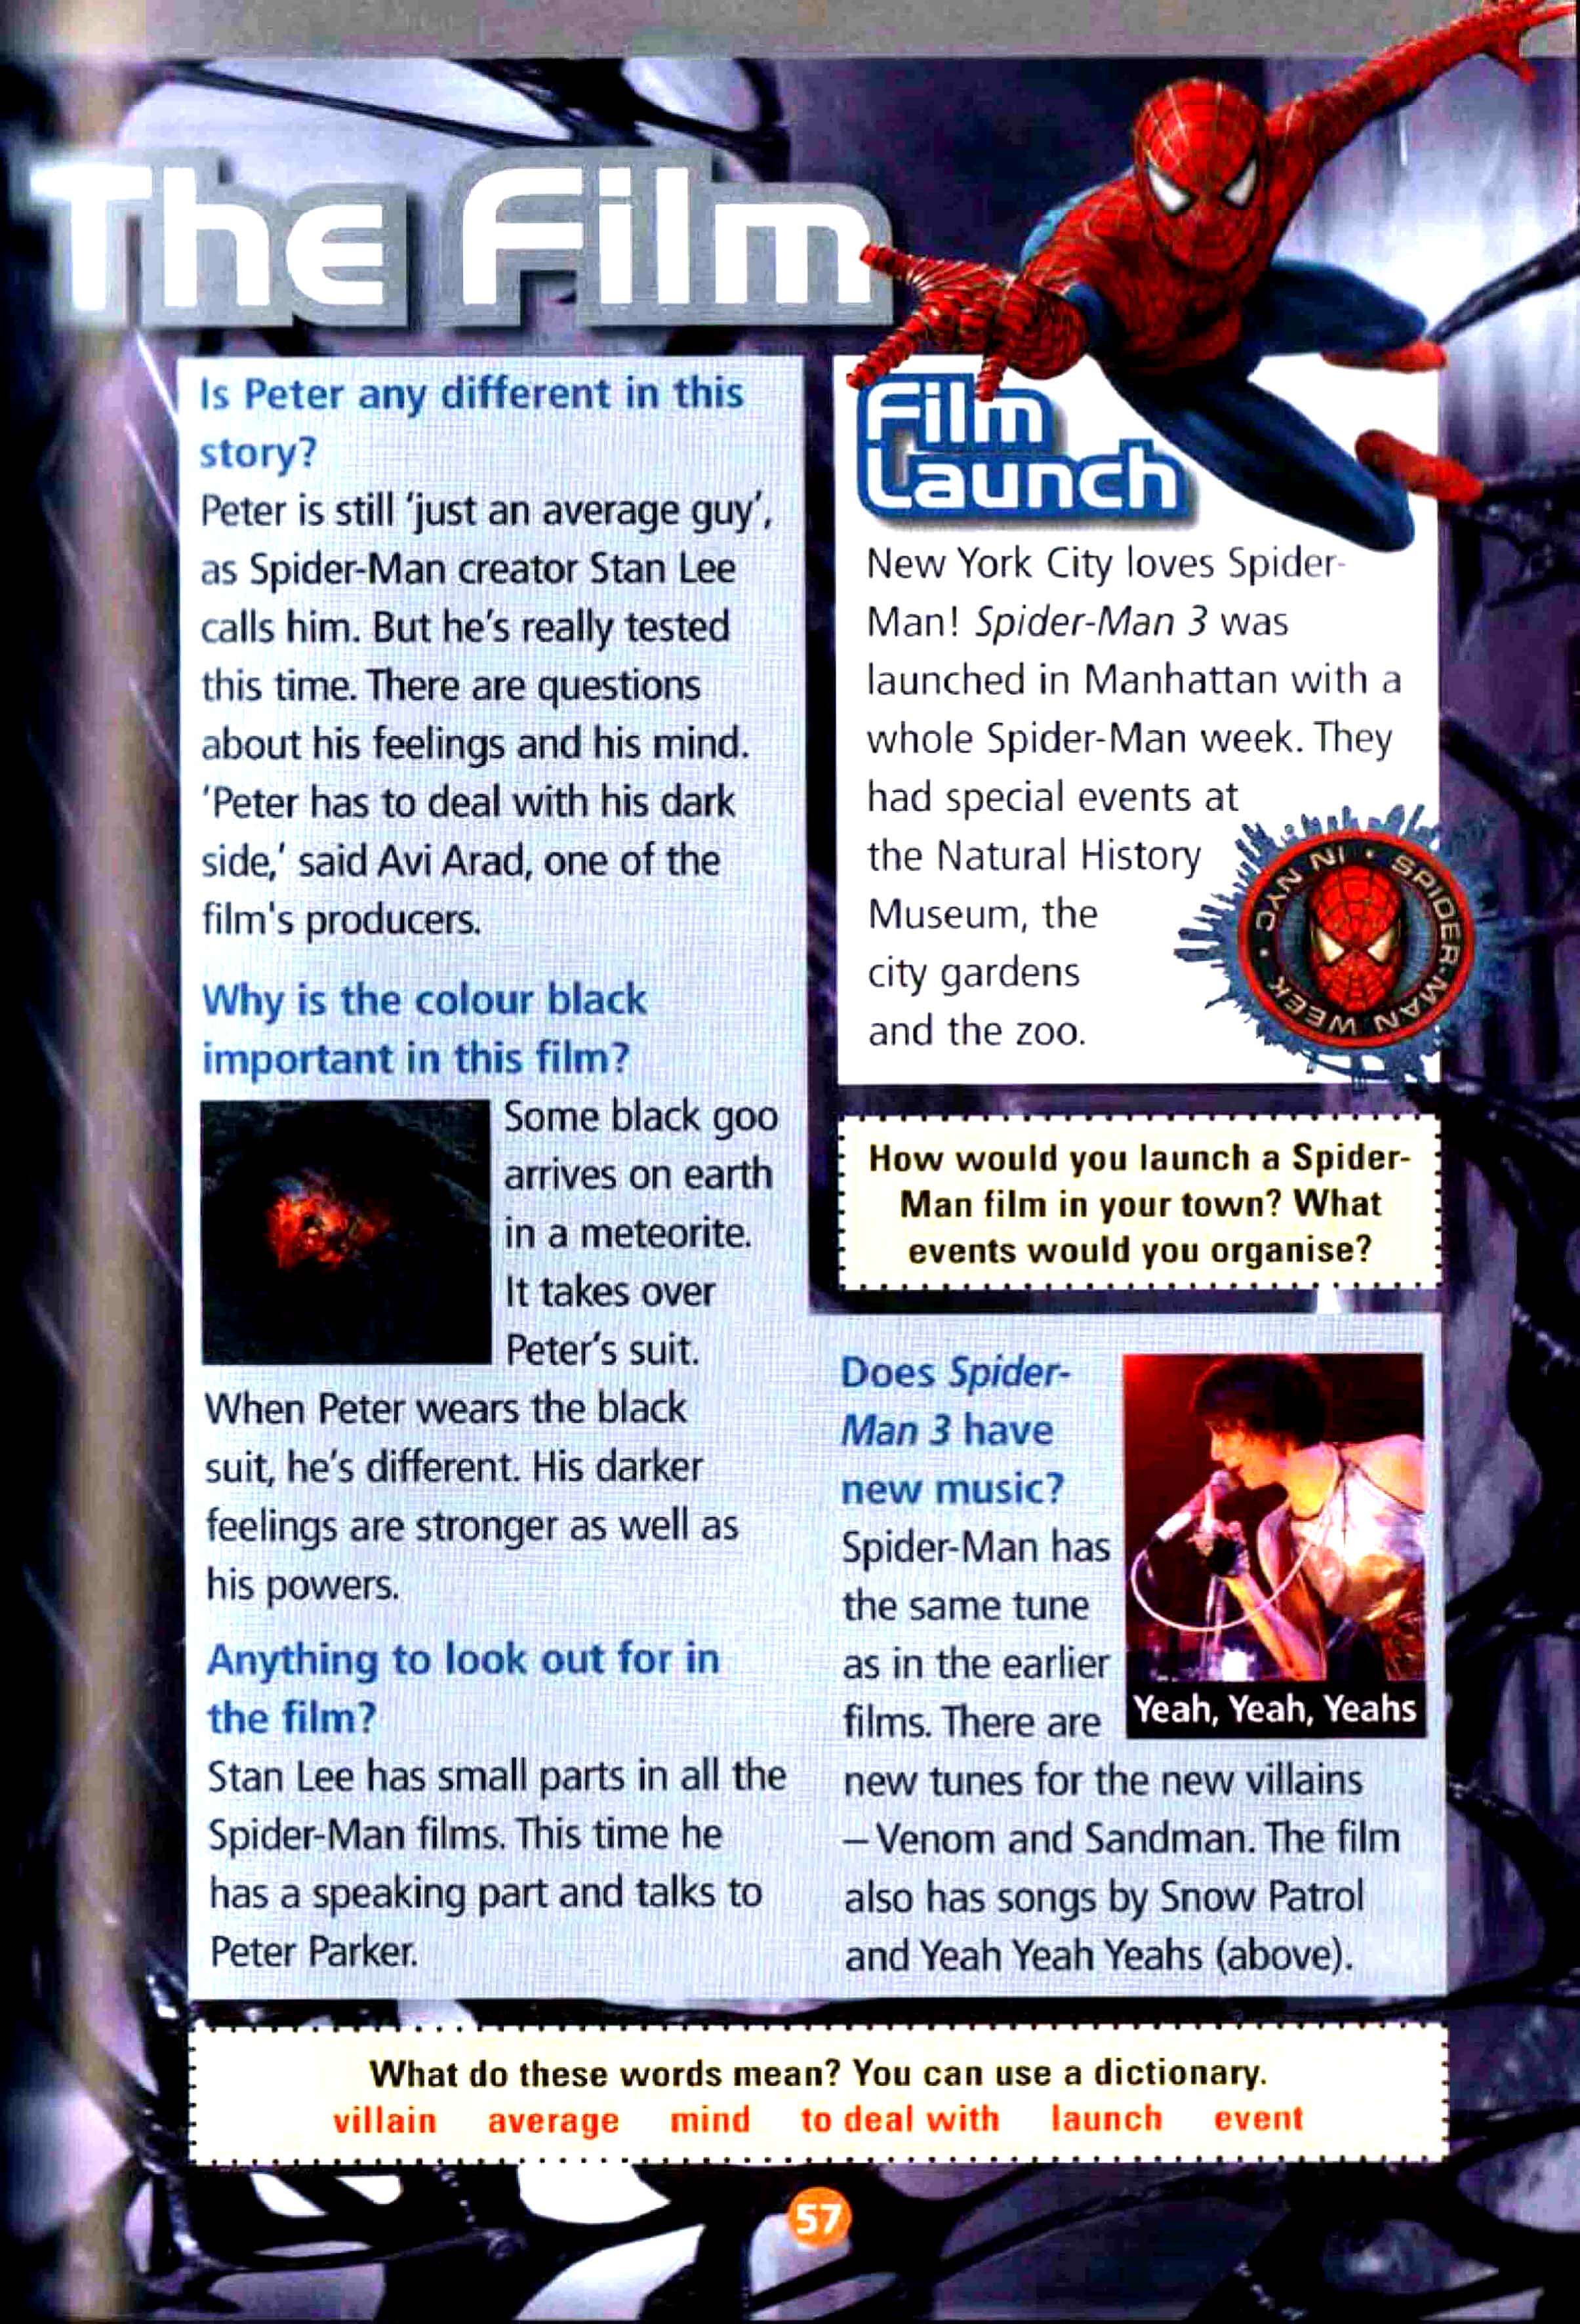 The Film
Is Peter any different in this
story?
Peter is still 'just an average guy',
as Spider-Man creator Stan Lee
calls him. But he's really tested
this time. There are questions
about his feelings and his mind.
'Peter has to deal with his dark
side,' said Avi Arad, one of the
film's producers.
Why is the colour black
important in this film?
Some black goo
arrives on earth
in a meteorite.
It takes over
Peter's suit.
When Peter wears the black
suit, he's different. His darker
feelings are stronger as well as
his powers.
Anything to look out for in
the film?
Stan Lee has small parts in all the
Spider-Man films. This time he
has a speaking part and talks to
Peter Parker.
Film
Launch
New York City loves Spider-
Man! Spider-Man 3 was
launched in Manhattan with a
whole Spider-Man week. They
had special events at
the Natural History
Museum, the
city gardens
and the zoo.
SPIDER-MAN WEEK • IN NYC •
How would you launch a Spider-
Man film in your town? What
events would you organise?
Does Spider-
Man 3 have
new music?
Spider-Man has
the same tune
as in the earlier
films. There are
new tunes for the new villains
– Venom and Sandman. The film
also has songs by Snow Patrol
and Yeah Yeah Yeahs (above).
Yeah, Yeah, Yeahs
What do these words mean? You can use a dictionary.
villain average mind to deal with launch event
57